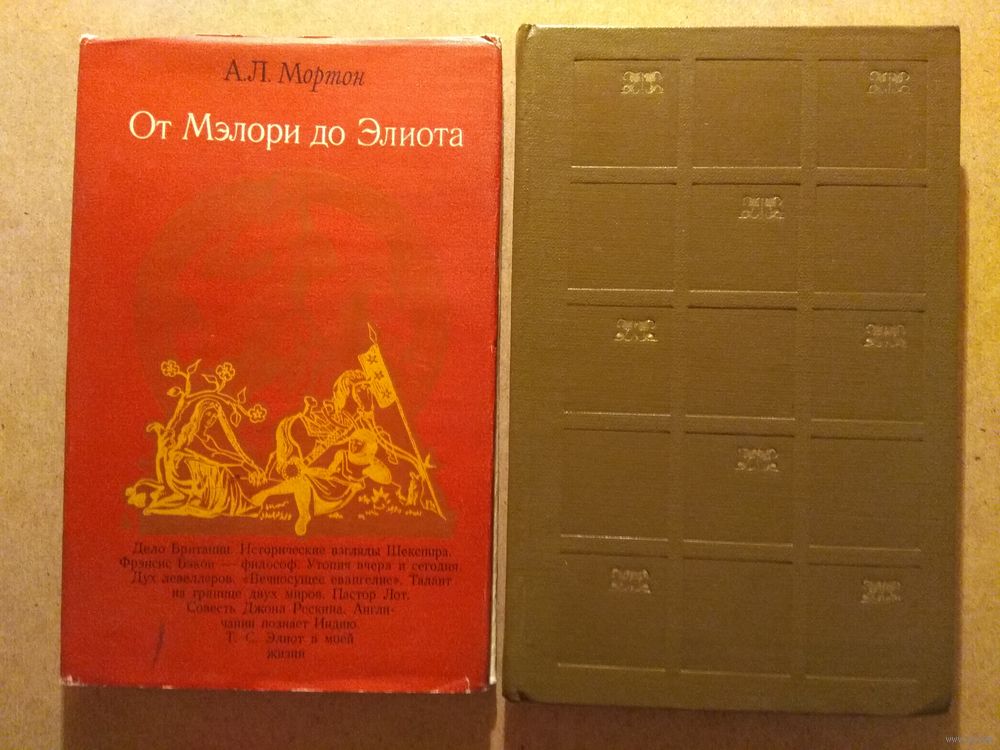 А.Л. Мортон
От Мэлори до Элиота
Дело Британии. Исторические взгляды Шекспира.
Фрэнсис Бэкон — философ. Утопия вчера и сегодня.
Дух левеллеров. «Вечносущее евангелие». Талант
на границе двух миров. Пастор Лот.
Совесть Джона Рескина. Англи-
чанин познает Индию.
Т. С. Элиот в моей
жизни